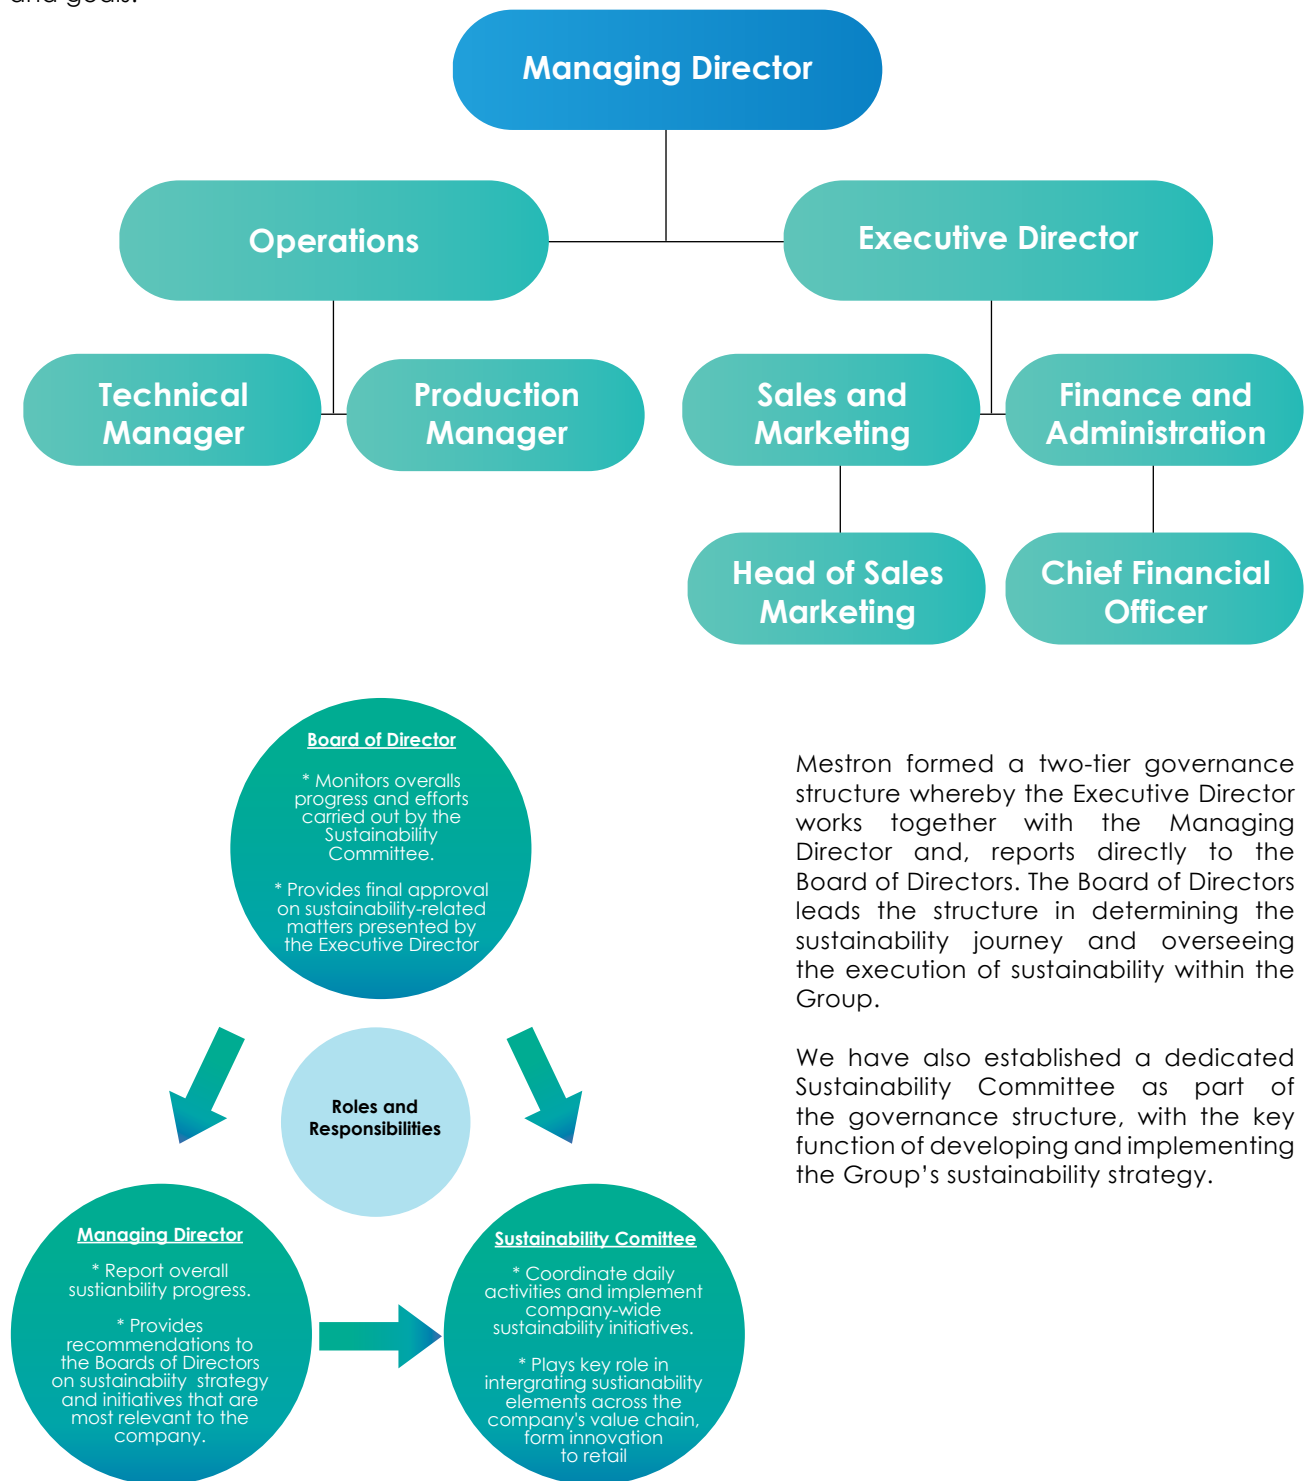 and goals.
Managing Director
Operations
Executive Director
Technical
Manager
Production
Manager
Sales and
Marketing
Finance and
Administration
Head of Sales
Marketing
Chief Financial
Officer
Board of Director
* Monitors overalls
progress and efforts
carried out by the
Sustainability
Committee.
* Provides final approval
on sustainability-related
matters presented by
the Executive Director
Roles and
Responsibilities
Managing Director
* Report overall
sustianbility progress.
* Provides
recommendations to
the Boards of Directors
on sustainabiity strategy
and initiatives that are
most relevant to the
company.
Sustainability Comittee
* Coordinate daily
activities and implement
company-wide
sustainability initiatives.
* Plays key role in
intergrating sustianability
elements across the
company's value chain,
form innovation
to retail
Mestron formed a two-tier governance
structure whereby the Executive Director
works together with the Managing
Director and, reports directly to the
Board of Directors. The Board of Directors
leads the structure in determining the
sustainability journey and overseeing
the execution of sustainability within the
Group.
We have also established a dedicated
Sustainability Committee as part of
the governance structure, with the key
function of developing and implementing
the Group’s sustainability strategy.